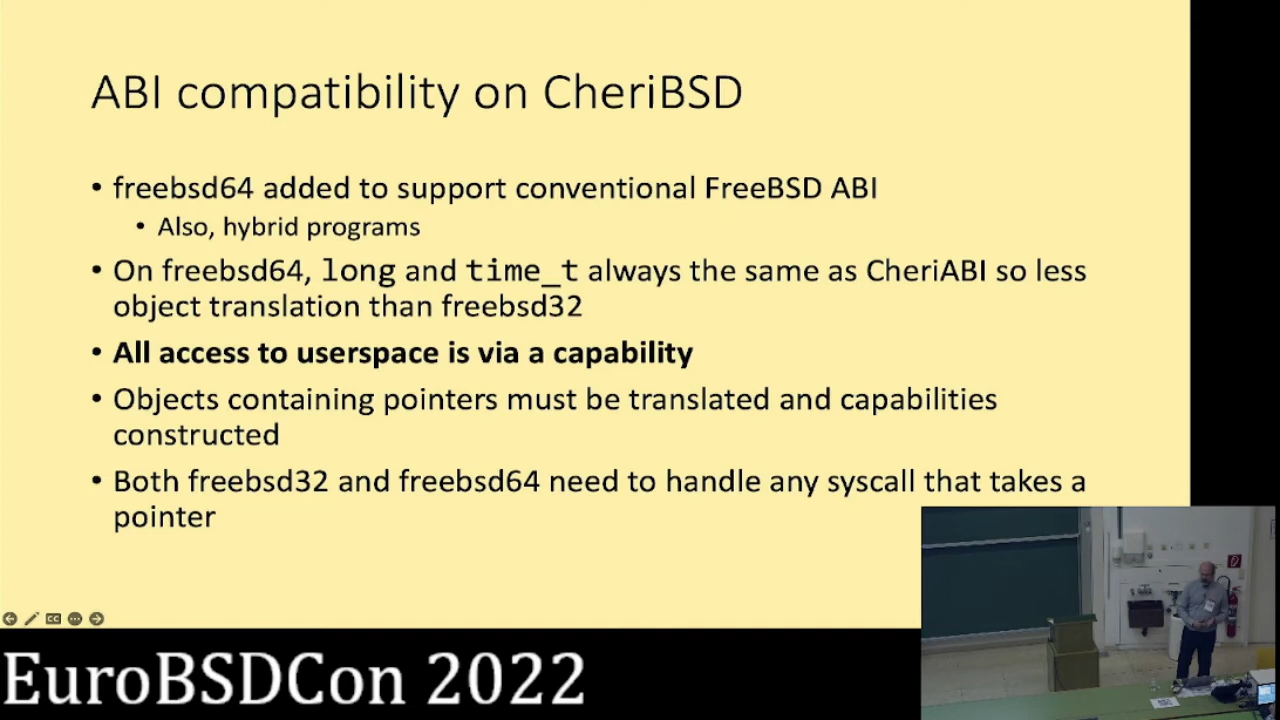 ABI compatibility on CheriBSD
• freebsd64 added to support conventional FreeBSD ABI
• Also, hybrid programs
• On freebsd64, long and time_t always the same as CheriABI so less
object translation than freebsd32
• All access to userspace is via a capability
• Objects containing pointers must be translated and capabilities
constructed
• Both freebsd32 and freebsd64 need to handle any syscall that takes a
pointer
CC
EuroBSDCon 2022